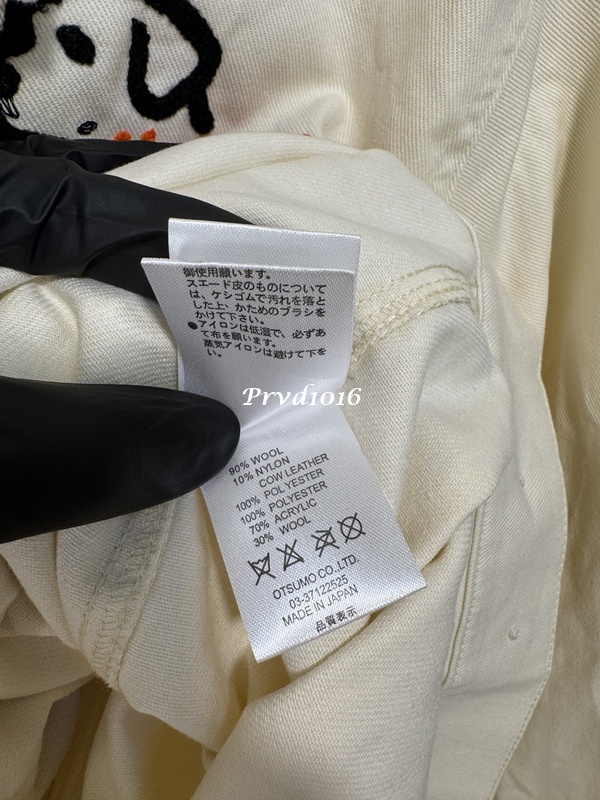 御使用願います。
スエード皮のものについて
は、ケシゴムで汚れを落と
した上、かためのブラシを
かけて下さい。
●アイロンは低湿で、必ずあ
て布を願います。
蒸気アイロンは避けて下を
い。
Prvd1016
90% WOOL
10% NYLON
COW LEATHER
100% POLYESTER
100% POLYESTER
70% ACRYLIC
30% WOOL
OTSUMO CO.,LTD.
03-37122525
MADE IN JAPAN
品質表示